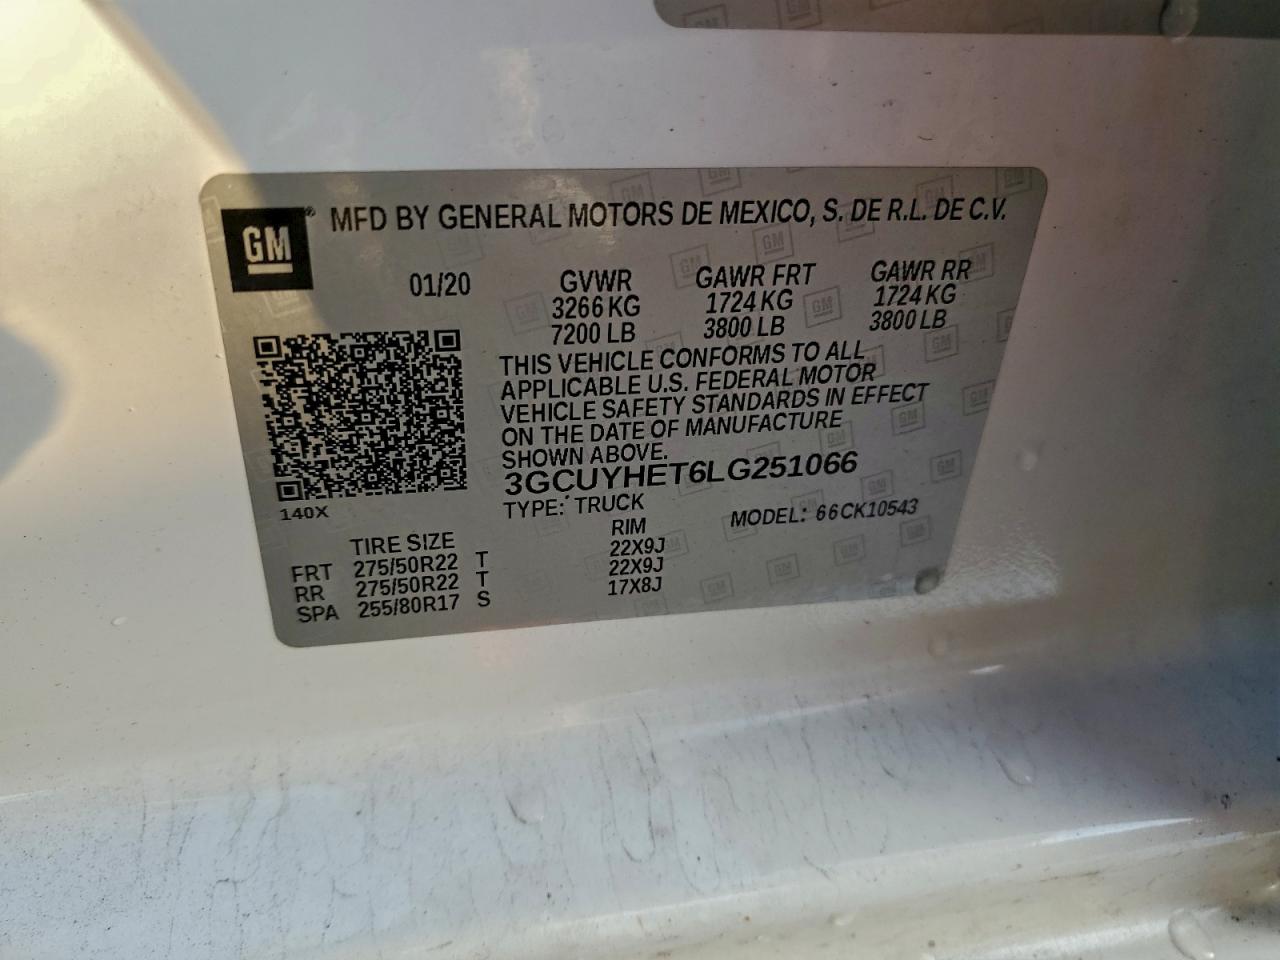 GM® MFD BY GENERAL MOTORS DE MEXICO, S. DE R.L. DE C.V.
01/20 GVWR GAWR FRT GAWR RR
3266 KG 1724 KG 1724 KG
7200 LB 3800 LB 3800 LB
THIS VEHICLE CONFORMS TO ALL
APPLICABLE U.S. FEDERAL MOTOR
VEHICLE SAFETY STANDARDS IN EFFECT
ON THE DATE OF MANUFACTURE
SHOWN ABOVE.
3GCUYHET6LG251066
140X TYPE: TRUCK MODEL: 66CK10543
TIRE SIZE RIM
FRT 275/50R22 T 22X9J
RR 275/50R22 T 22X9J
SPA 255/80R17 S 17X8J